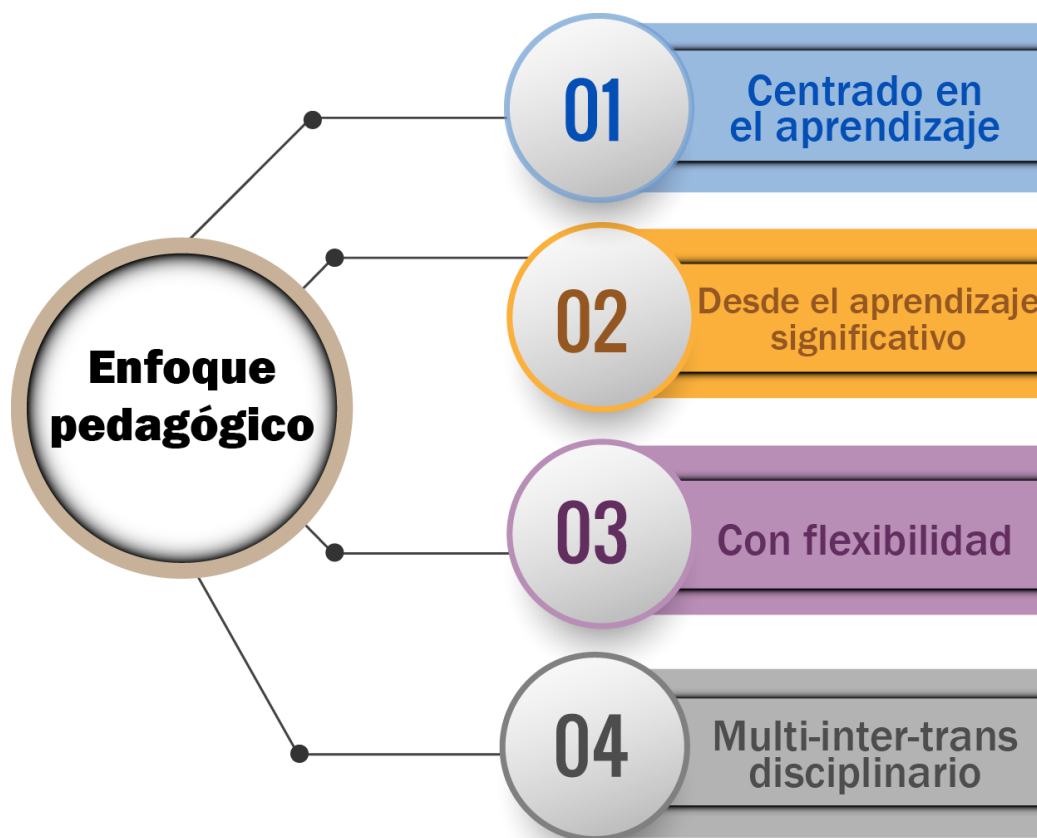 Enfoque
pedagógico
01
Centrado en
el aprendizaje
02
Desde el aprendizaje
significativo
03
Con flexibilidad
04
Multi-inter-trans
disciplinario